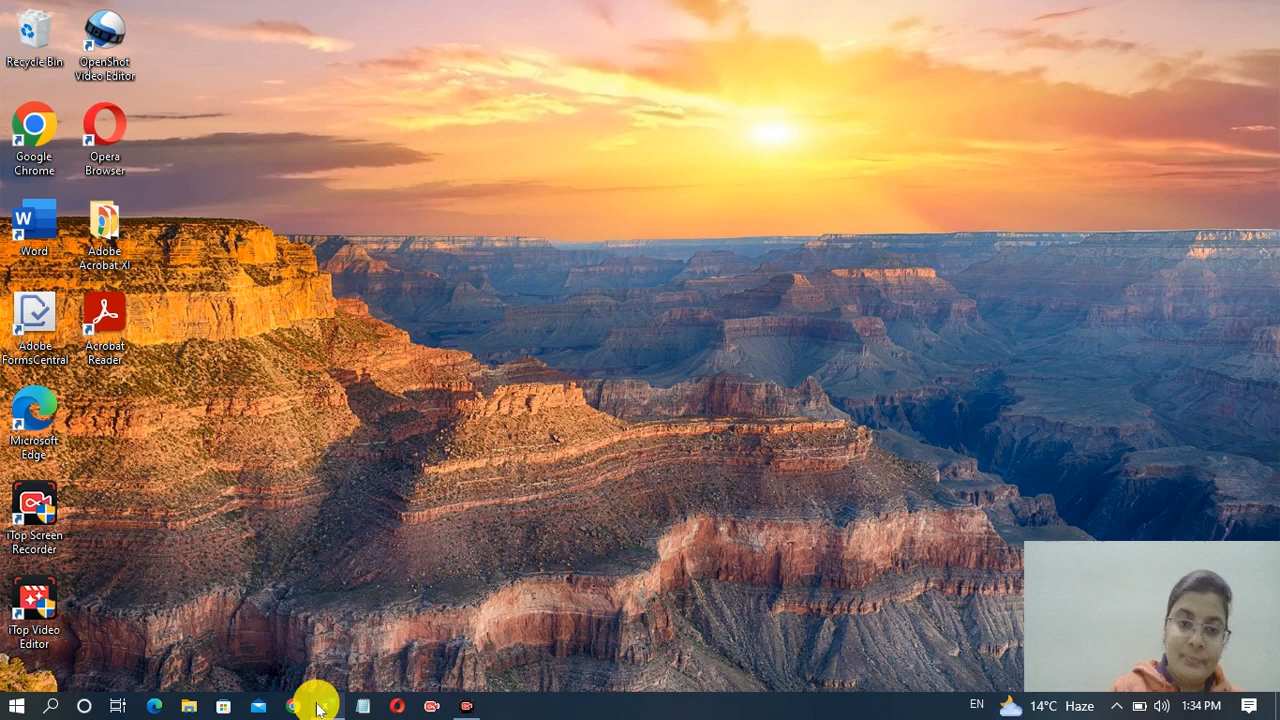 Recycle Bin
OpenShot
Video Editor
Google
Chrome
Opera
Browser
W
Word
Adobe
Acrobat XI
Adobe
FormsCentral
Acrobat
Reader
Microsoft
Edge
iTop Screen
Recorder
iTop Video
Editor
EN
14°C Haze
1:34 PM